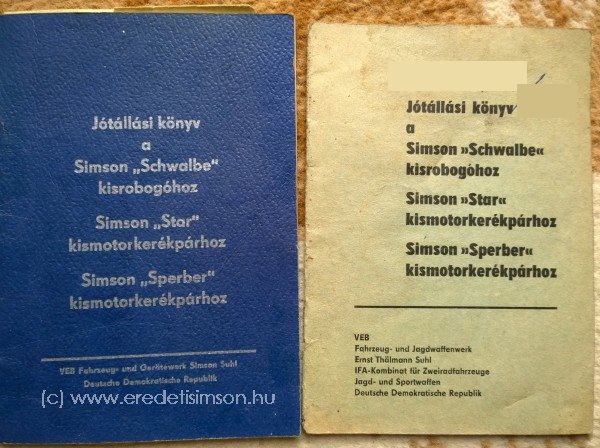 Jótállási könyv
a
Simson „Schwalbe"
kisrobogóhoz
Simson „Star"
kismotorkerékpárhoz
Simson „Sperber"
kismotorkerékpárhoz
VEB Fahrzeug- und Gerätewerk Simson Suhl
Deutsche Demokratische Republik
(c) www.eredetisimson.hu
Jótállási könyv
a
Simson »Schwalbe«
kisrobogóhoz
Simson »Star«
kismotorkerékpárhoz
Simson »Sperber«
kismotorkerékpárhoz
VEB
Fahrzeug- und Jagdwaffenwerk
Ernst Thälmann Suhl
IFA-Kombinat für Zweiradfahrzeuge
Jagd- und Sportwaffen
Deutsche Demokratische Republik